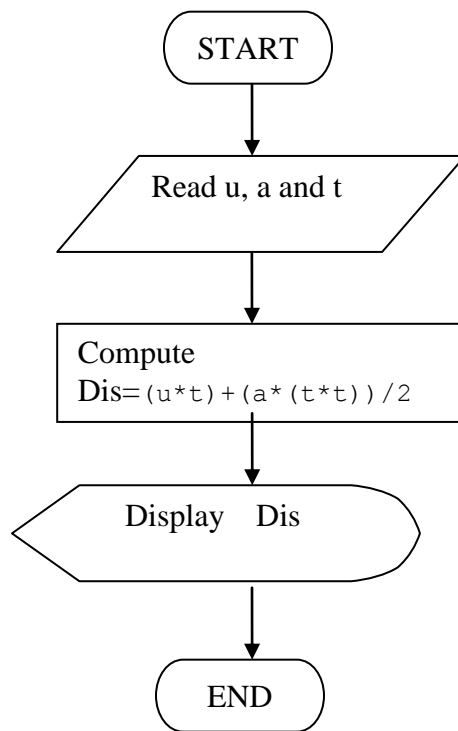 START
Read u, a and t
Compute
Dis=(u*t)+(a*(t*t))/2
Display Dis
END